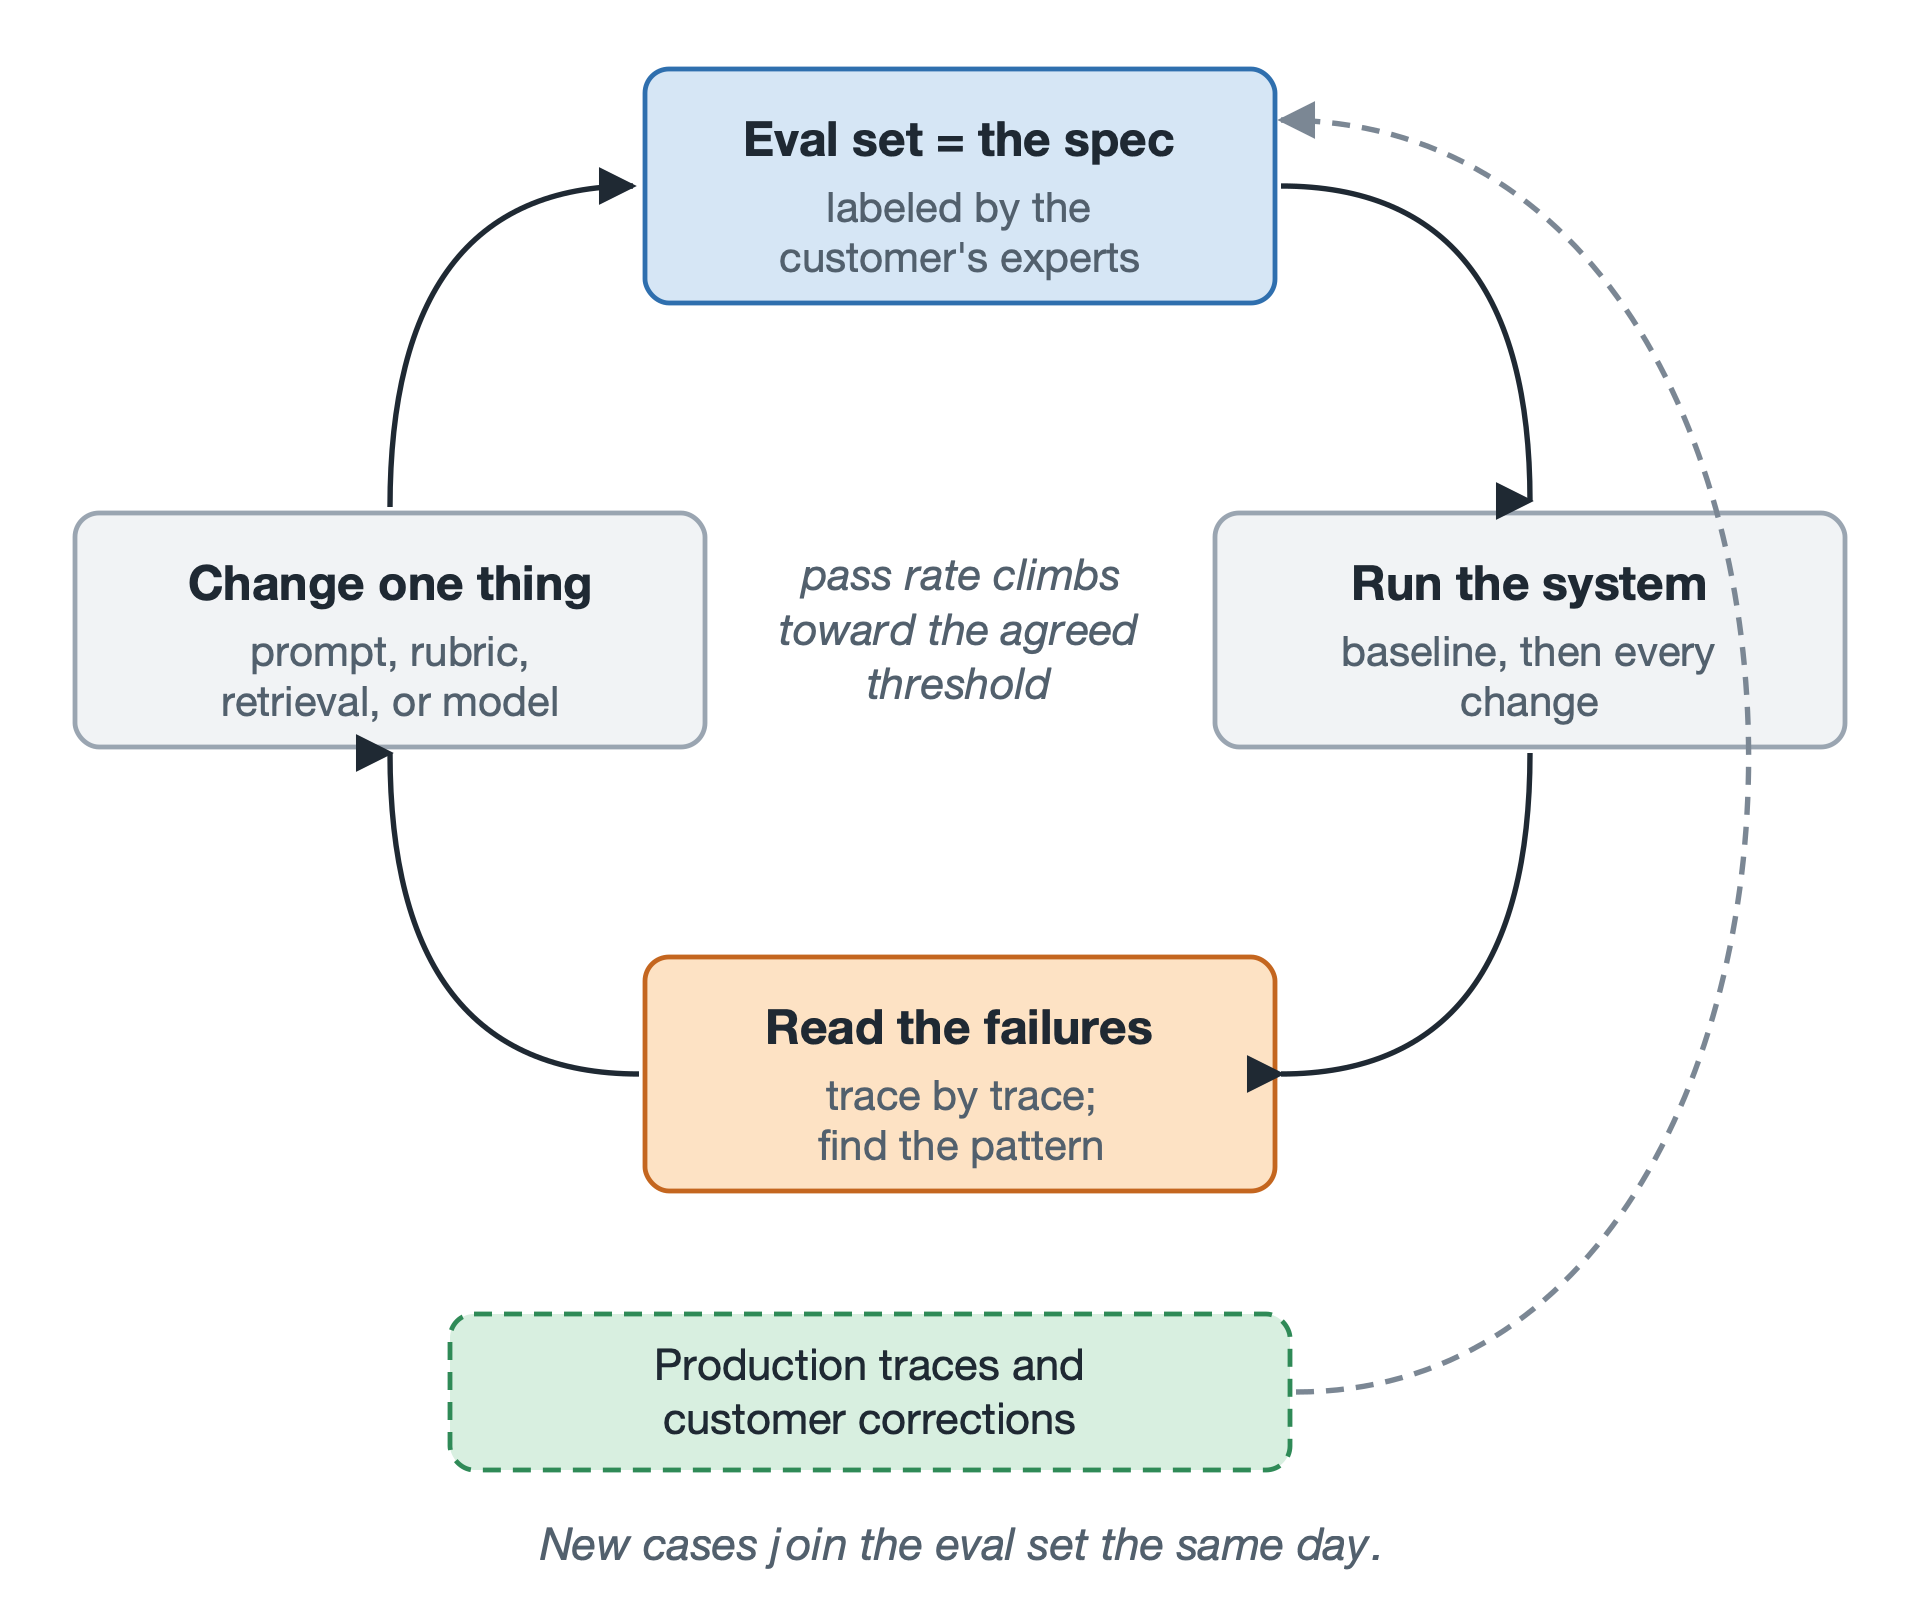 Eval set = the spec
labeled by the
customer's experts
Change one thing
prompt, rubric,
retrieval, or model
pass rate climbs
toward the agreed
threshold
Run the system
baseline, then every
change
Read the failures
trace by trace;
find the pattern
Production traces and
customer corrections
New cases join the eval set the same day.